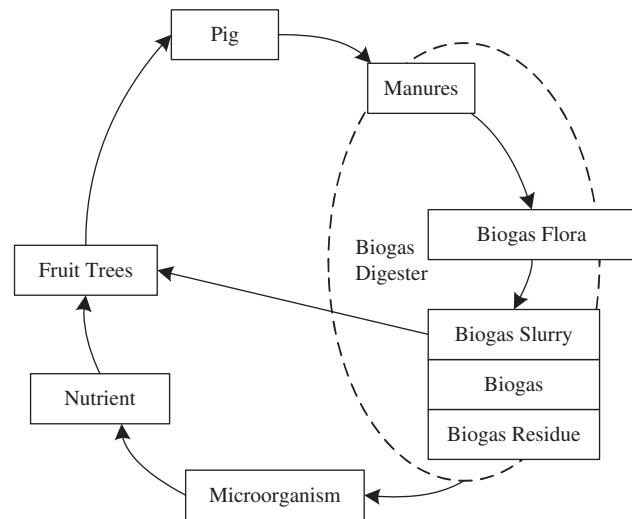 Pig
Manures
Biogas Flora
Biogas
Digester
Fruit Trees
Biogas Slurry
Biogas
Nutrient
Biogas Residue
Microorganism